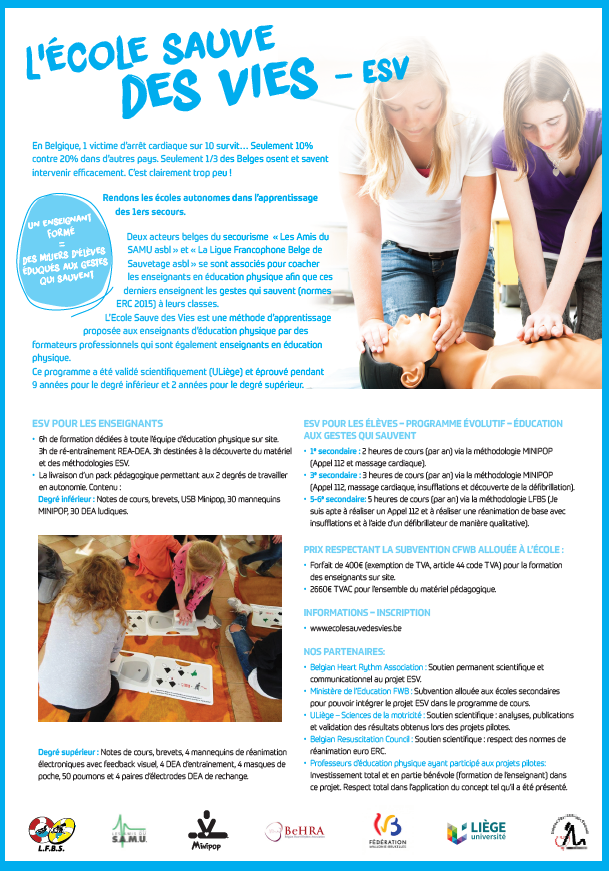 L'ÉCOLE SAUVE
DES VIES – ESV
En Belgique, 1 victime d'arrêt cardiaque sur 10 survit... Seulement 10%
contre 20% dans d'autres pays. Seulement 1/3 des Belges osent et savent
intervenir efficacement. C'est clairement trop peu !
Rendons les écoles autonomes dans l'apprentissage
des 1ers secours.
UN ENSEIGNANT
FORMÉ
=
DES MILIERS D'ÉLÈVES
ÉDUQUÉS AUX GESTES
QUI SAUVENT
Deux acteurs belges du secourisme « Les Amis du
SAMU asbl » et « La Ligue Francophone Belge de
Sauvetage asbl » se sont associés pour coacher
les enseignants en éducation physique afin que ces
derniers enseignent les gestes qui sauvent (normes
ERC 2015) à leurs classes.
L'Ecole Sauve des Vies est une méthode d'apprentissage
proposée aux enseignants d'éducation physique par des
formateurs professionnels qui sont également enseignants en éducation
physique.
Ce programme a été validé scientifiquement (ULiège) et éprouvé pendant
9 années pour le degré inférieur et 2 années pour le degré supérieur.
ESV POUR LES ENSEIGNANTS
• 6h de formation dédiées à toute l'équipe d'éducation physique sur site.
3h de ré-entraînement REA-DEA. 3h destinées à la découverte du matériel
et des méthodologies ESV.
• La livraison d'un pack pédagogique permettant aux 2 degrés de travailler
en autonomie. Contenu :
Degré inférieur : Notes de cours, brevets, USB Minipop, 30 mannequins
MINIPOP, 30 DEA ludiques.
Degré supérieur : Notes de cours, brevets, 4 mannequins de réanimation
électroniques avec feedback visuel, 4 DEA d'entrainement, 4 masques de
poche, 50 poumons et 4 paires d'électrodes DEA de rechange.
ESV POUR LES ÉLÈVES – PROGRAMME ÉVOLUTIF – ÉDUCATION
AUX GESTES QUI SAUVENT
• 1e secondaire : 2 heures de cours (par an) via la méthodologie MINIPOP
(Appel 112 et massage cardiaque).
• 3e secondaire : 3 heures de cours (par an) via la méthodologie MINIPOP
(Appel 112, massage cardiaque, insufflations et découverte de la défibrillation).
• 5-6e secondaire: 5 heures de cours (par an) via la méthodologie LFBS (Je
suis apte à réaliser un Appel 112 et à réaliser une réanimation de base avec
insufflations et à l'aide d'un défibrillateur de manière qualitative).
PRIX RESPECTANT LA SUBVENTION CFWB ALLOUÉE À L'ÉCOLE :
• Forfait de 400€ (exemption de TVA, article 44 code TVA) pour la formation
des enseignants sur site.
• 2660€ TVAC pour l'ensemble du matériel pédagogique.
INFORMATIONS – INSCRIPTION
• www.ecolesauvedesvies.be
NOS PARTENAIRES:
• Belgian Heart Rythm Association : Soutien permanent scientifique et
communicationnel au projet ESV.
• Ministère de l'Education FWB : Subvention allouée aux écoles secondaires
pour pouvoir intégrer le projet ESV dans le programme de cours.
• ULiège – Sciences de la motricité : Soutien scientifique : analyses, publications
et validation des résultats obtenus lors des projets pilotes.
• Belgian Resuscitation Council : Soutien scientifique : respect des normes de
réanimation euro ERC.
• Professeurs d'éducation physique ayant participé aux projets pilotes:
Investissement total et en partie bénévole (formation de l'enseignant) dans
ce projet. Respect total dans l'application du concept tel qu'il a été présenté.
L.F.B.S.
LES AMIS DU
S.A.M.U.
Minipop
BeHRA
FÉDÉRATION
WALLONIE-BRUXELLES
LIÈGE
université